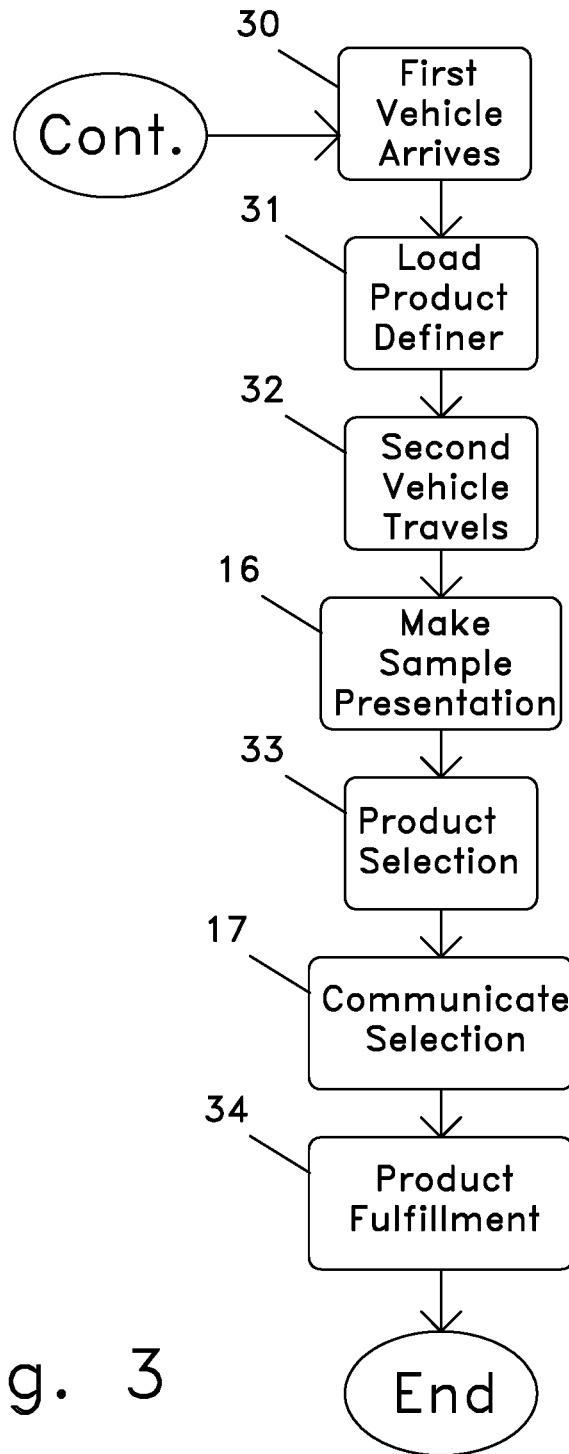 30
First
Vehicle
Arrives
Cont.
31
Load
Product
Definer
32
Second
Vehicle
Travels
16
Make
Sample
Presentation
33
Product
Selection
17
Communicate
Selection
34
Product
Fulfillment
End
g. 3